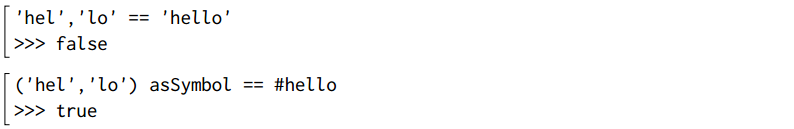 'hel','lo' == 'hello'
>>> false
('hel','lo') asSymbol == #hello
>>> true